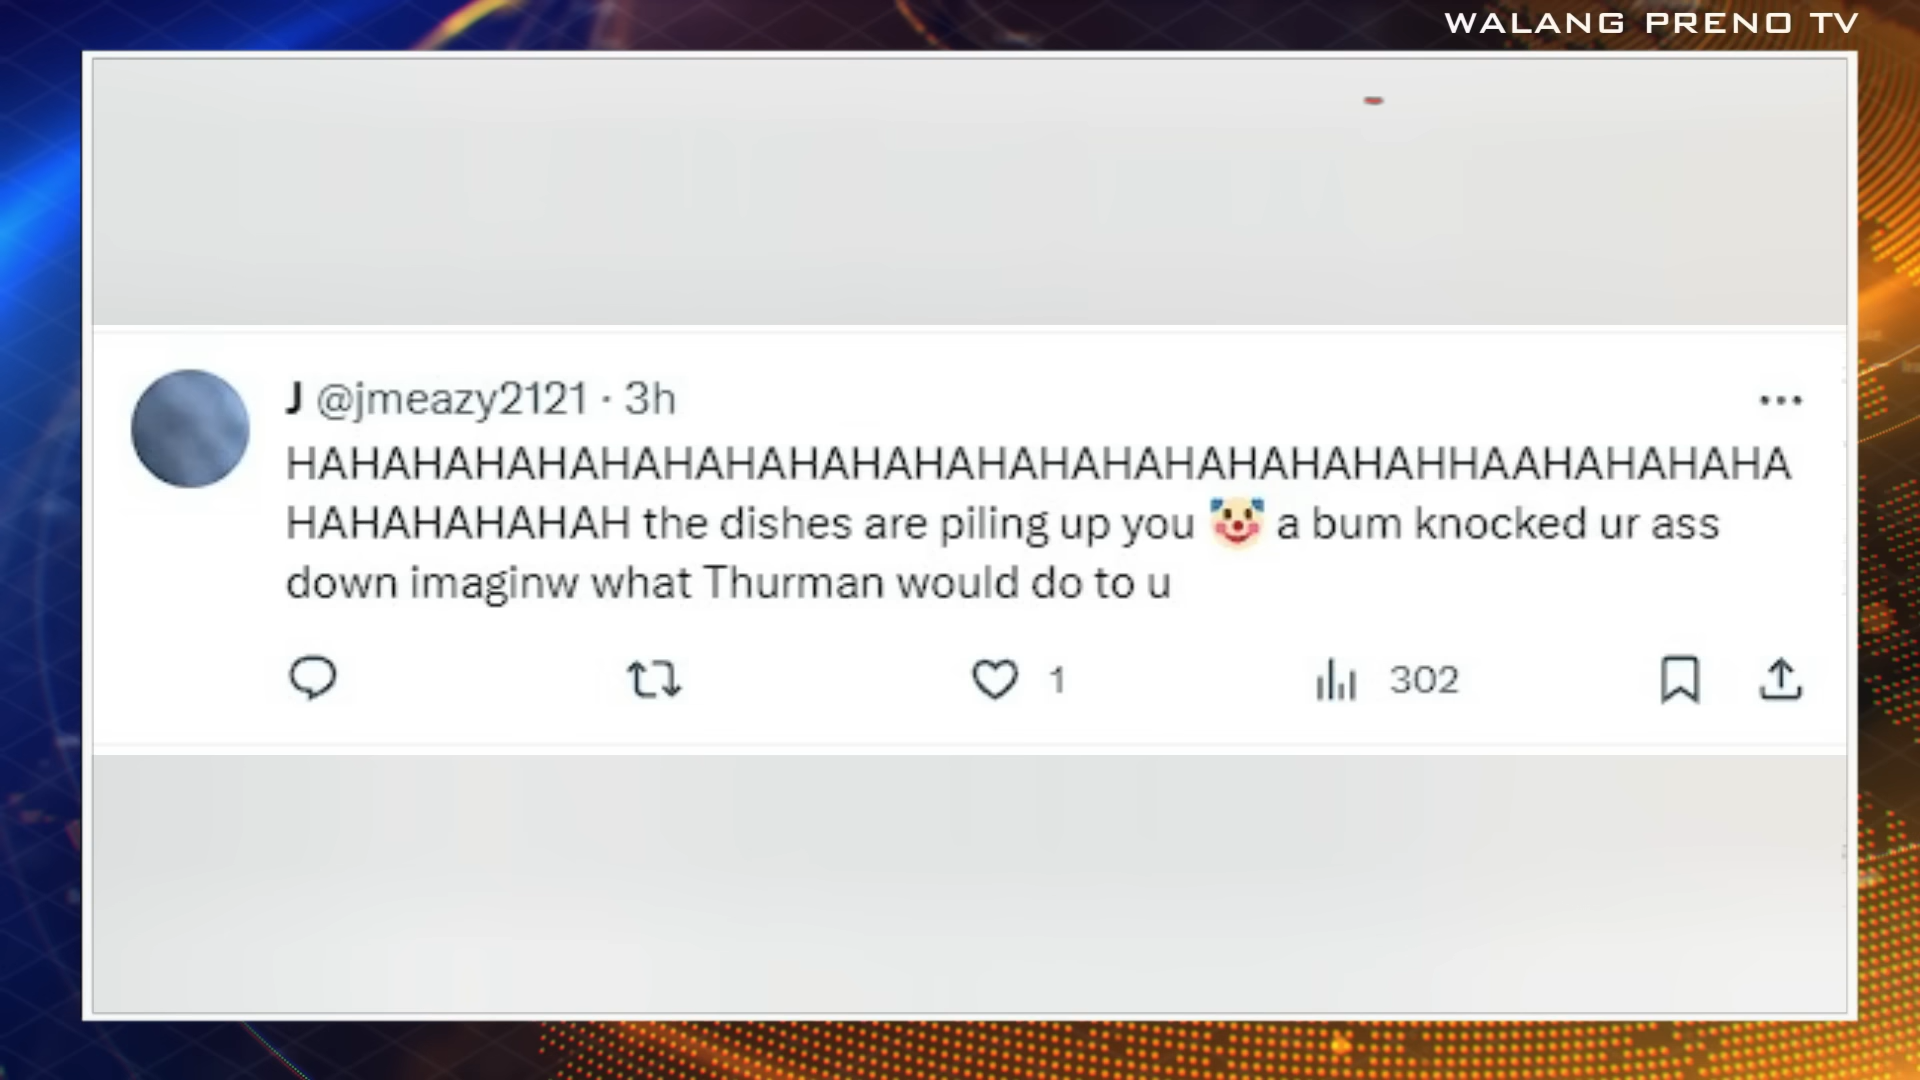 WALANG PRENO TV
J @jmeazy2121 · 3h
HAHAHAHAHAHAHAHAHAHAHAHAHAHAHAHAHAHAHHAAHAHAHAHA
HAHAHAHAHAH the dishes are piling up you 🤡 a bum knocked ur ass
down imaginw what Thurman would do to u
1
302